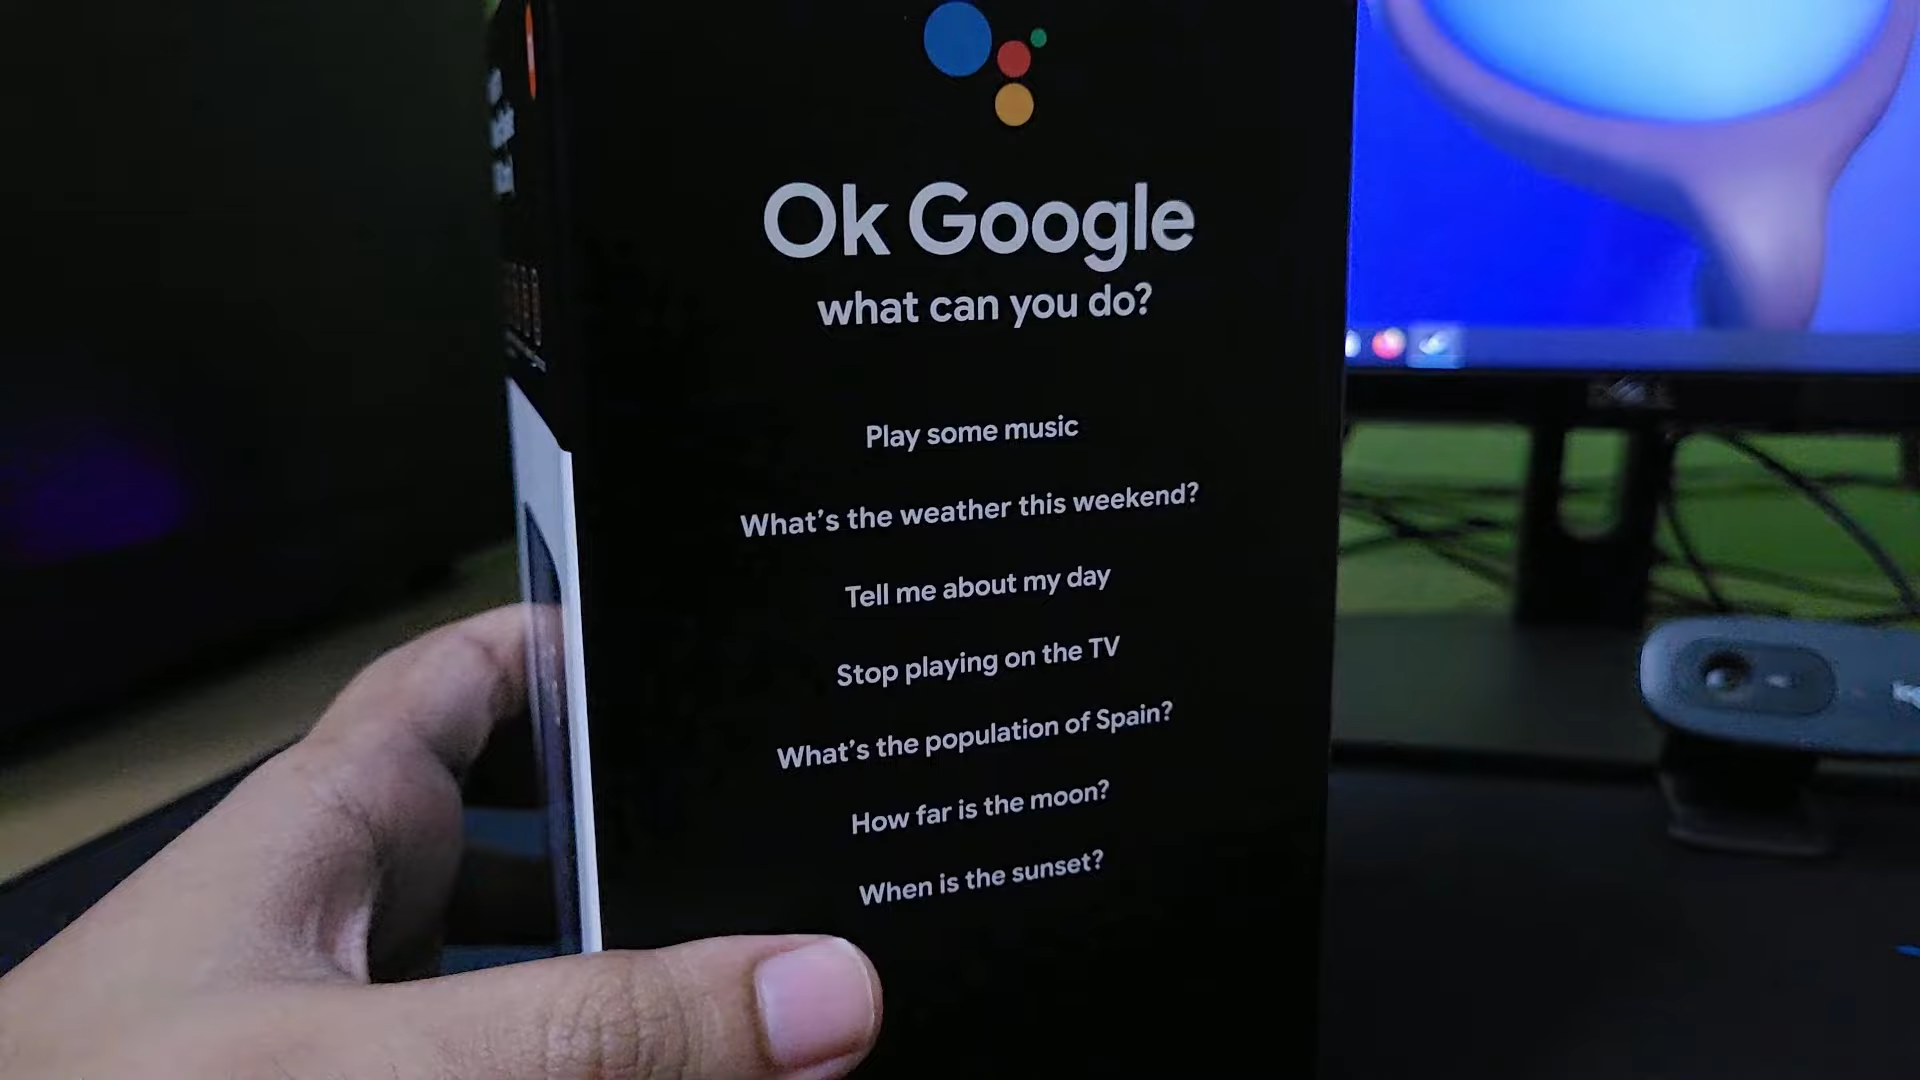 Ok Google
what can you do?
Play some music
What's the weather this weekend?
Tell me about my day
Stop playing on the TV
What's the population of Spain?
How far is the moon?
When is the sunset?